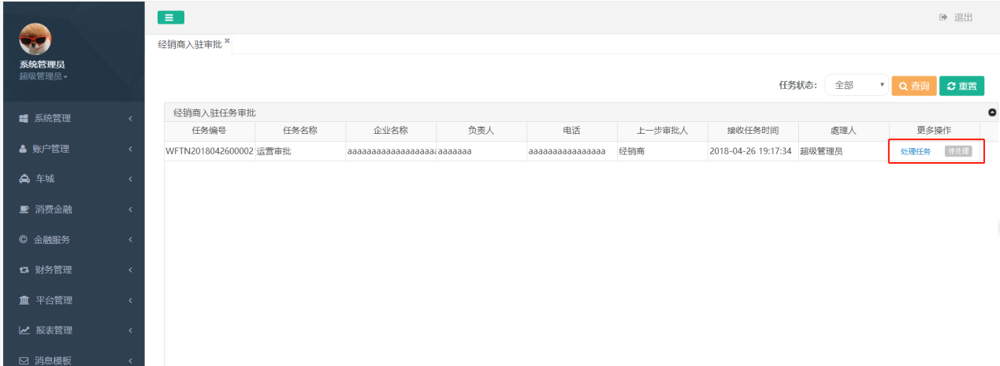 退出
系统管理员
超级管理员
经销商入驻审批
任务状态： 全部 查询 重置
系统管理
账户管理
车城
消费金融
金融服务
财务管理
平台管理
报表管理
消息模板
经销商入驻任务审批
任务编号 任务名称 企业名称 负责人 电话 上一步审批人 接收任务时间 處理人 更多操作
WFTN2018042600002 运营审批 aaaaaaaaaaaaaaaaaaa aaaaaaa aaaaaaaaaaaaaaaa 经销商 2018-04-26 19:17:34 超级管理员 处理任务 待处理